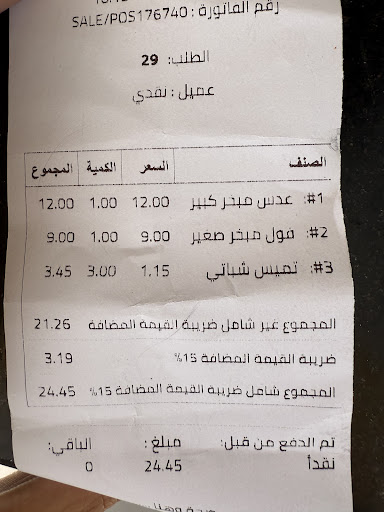 رقم الفاتورة : SALE/POS176740
الطلب: 29
عميل : نقدي
الصنف السعر الكمية المجموع
#1: عدس مبخر كبير 12.00 1.00 12.00
#2: فول مبخر صغير 9.00 1.00 9.00
#3: تميس شباتي 1.15 3.00 3.45
المجموع غير شامل ضريبة القيمة المضافة 21.26
ضريبة القيمة المضافة 15% 3.19
المجموع شامل ضريبة القيمة المضافة 15% 24.45
تم الدفع من قبل: مبلغ : الباقي:
نقداً 24.45 0